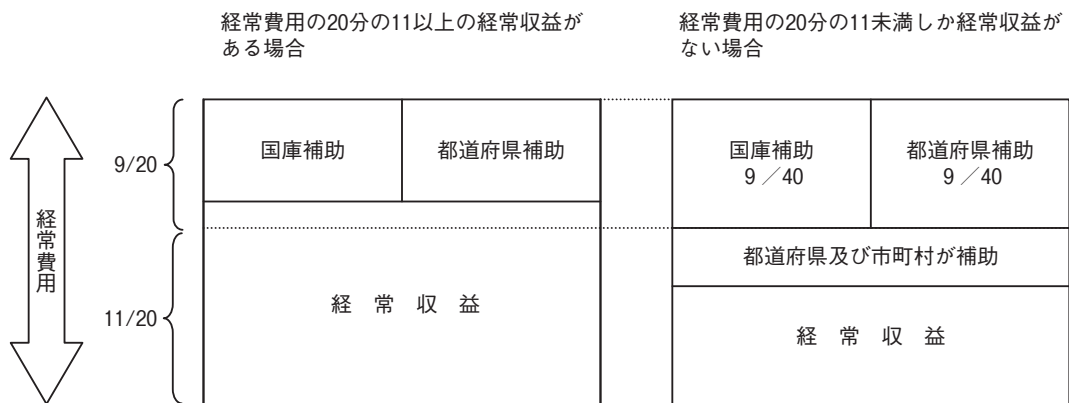 経常費用の20分の11以上の経常収益が
ある場合
経常費用の20分の11未満しか経常収益が
ない場合
経常費用
9/20
11/20
国庫補助
都道府県補助
経 常 収 益
国庫補助
9／40
都道府県補助
9／40
都道府県及び市町村が補助
経 常 収 益